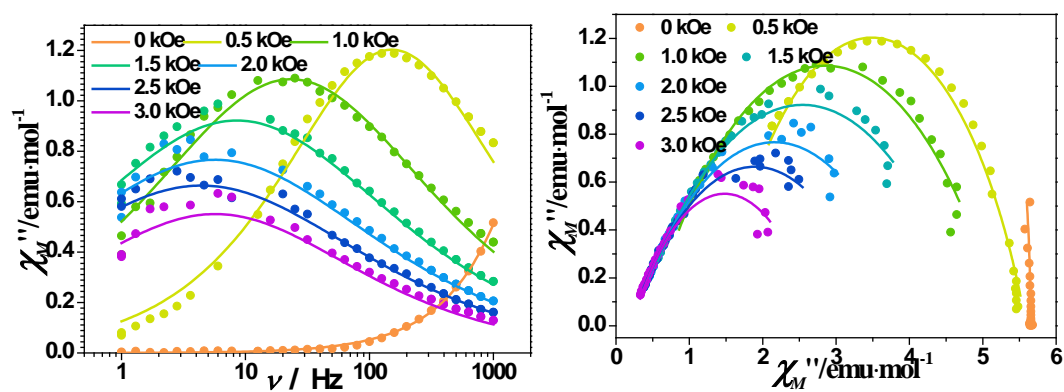 χM''/emu·mol-1
0 kOe 0.5 kOe 1.0 kOe
1.5 kOe 2.0 kOe
2.5 kOe
3.0 kOe
1.2
1.0
0.8
0.6
0.4
0.2
0.0
1 10 100 1000
ν / Hz
χM''/emu·mol-1
0 kOe 0.5 kOe
1.0 kOe 1.5 kOe
2.0 kOe
2.5 kOe
3.0 kOe
1.2
1.0
0.8
0.6
0.4
0.2
0.0
0 1 2 3 4 5 6
χM''/emu·mol-1